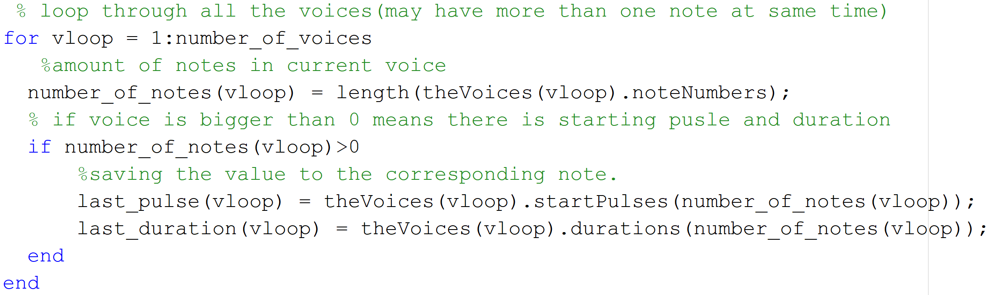 % loop through all the voices(may have more than one note at same time)
for vloop = 1:number_of_voices
%amount of notes in current voice
number_of_notes(vloop) = length(theVoices(vloop).noteNumbers);
% if voice is bigger than 0 means there is starting pusle and duration
if number_of_notes(vloop)>0
%saving the value to the corresponding note.
last_pulse(vloop) = theVoices(vloop).startPulses(number_of_notes(vloop));
last_duration(vloop) = theVoices(vloop).durations(number_of_notes(vloop));
end
end